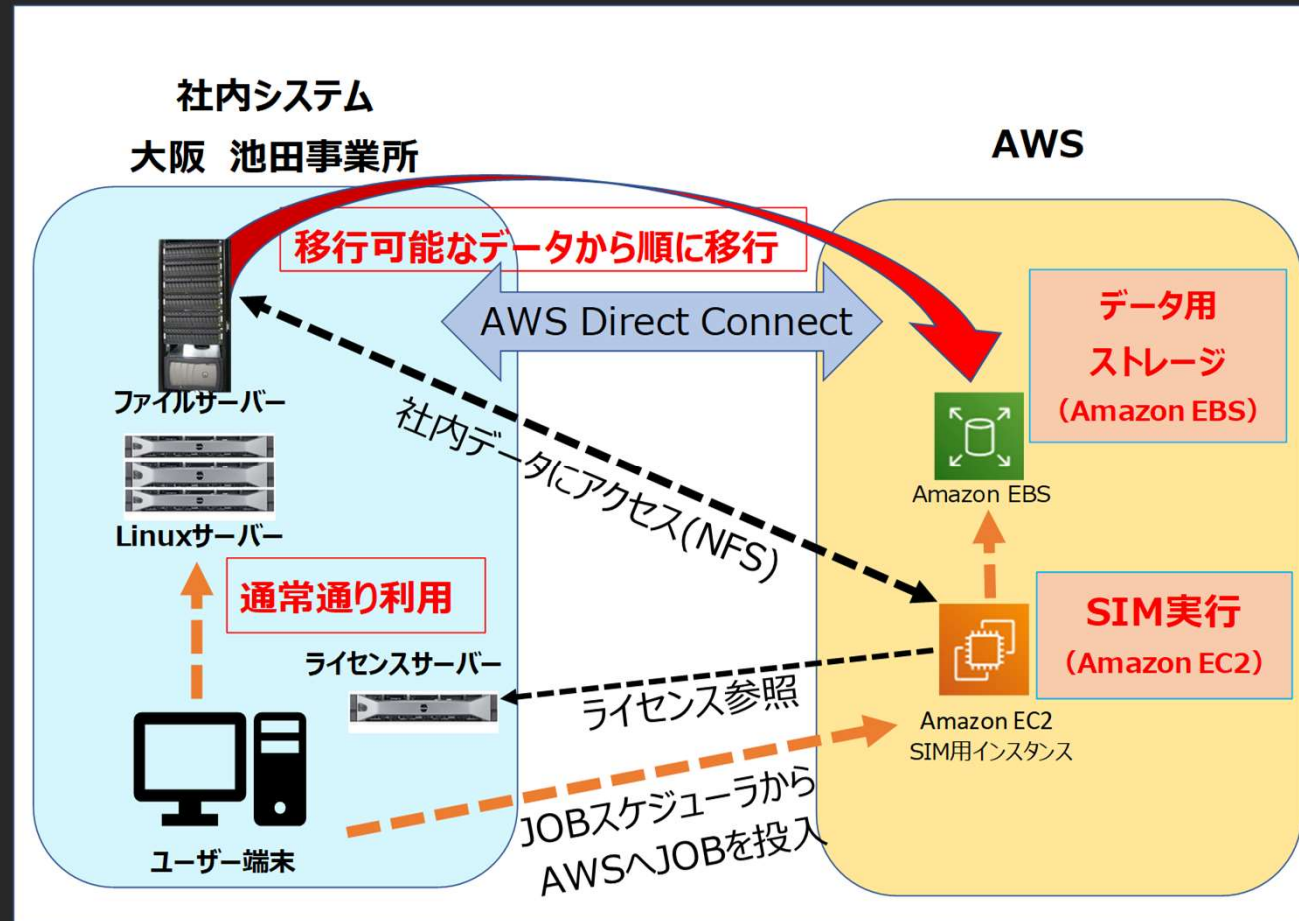 社内システム
大阪 池田事業所
AWS
移行可能なデータから順に移行
AWS Direct Connect
データ用
ストレージ
(Amazon EBS)
ファイルサーバー
社内データにアクセス(NFS)
Amazon EBS
Linuxサーバー
通常通り利用
SIM実行
(Amazon EC2)
ライセンスサーバー
ライセンス参照
Amazon EC2
SIM用インスタンス
JOBスケジューラから
AWSへJOBを投入
ユーザー端末